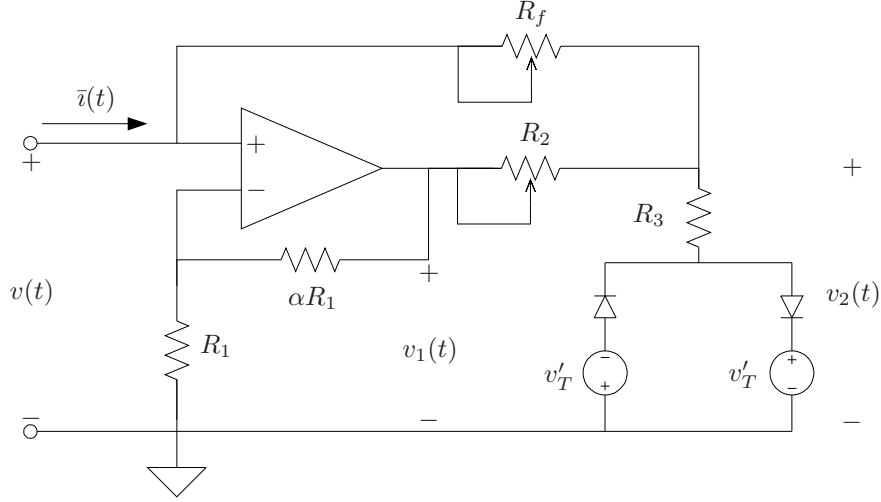 R_f
ī(t)
+
R_2
+
−
+
+
R_3
αR_1
+
v(t)
v_2(t)
R_1
v_1(t)
v'_T
−
+
v'_T
+
−
−
−
−